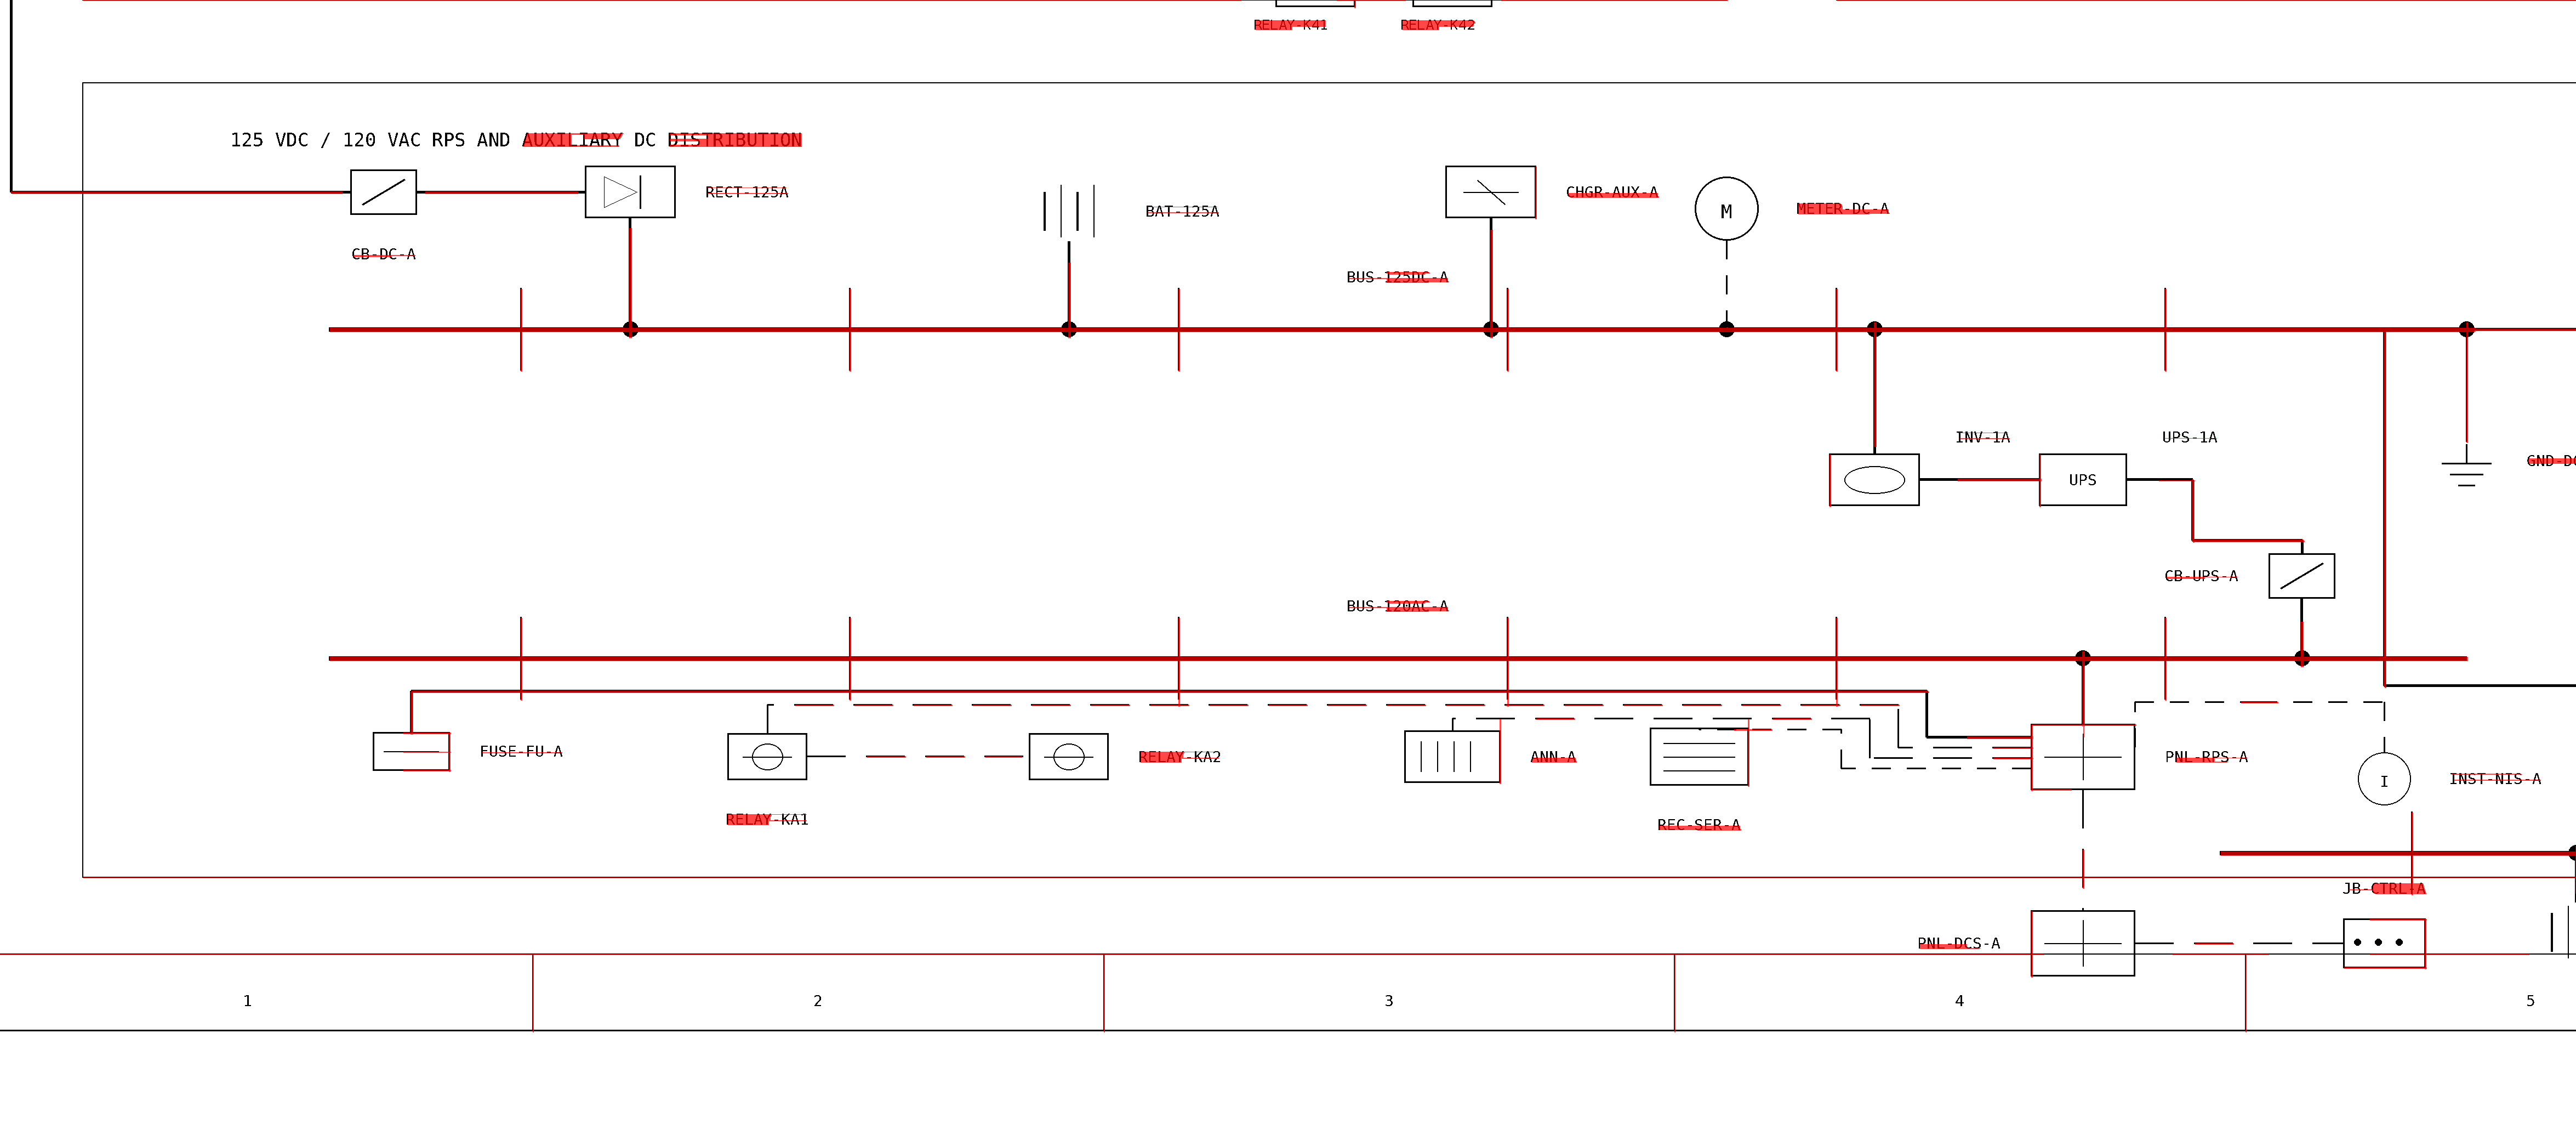 RELAY-K41
RELAY-K42
125 VDC / 120 VAC RPS AND AUXILIARY DC DISTRIBUTION
RECT-125A
CHGR-AUX-A
M
METER-DC-A
BAT-125A
CB-DC-A
BUS-125DC-A
INV-1A
UPS-1A
GND-DC
UPS
CB-UPS-A
BUS-120AC-A
FUSE-FU-A
RELAY-KA2
ANN-A
PNL-RPS-A
I
INST-NIS-A
RELAY-KA1
REC-SER-A
JB-CTRL-A
PNL-DCS-A
1
2
3
4
5